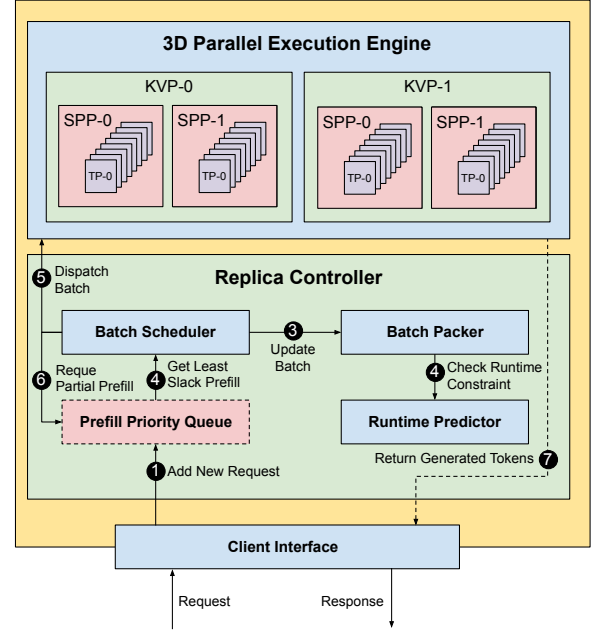 3D Parallel Execution Engine
KVP-0
KVP-1
SPP-0
SPP-1
SPP-0
SPP-1
TP-0
TP-0
TP-0
TP-0
5 Dispatch
Batch
Replica Controller
Batch Scheduler
3
Update
Batch
Batch Packer
6 Reque
Partial Prefill
4 Get Least
Slack Prefill
4 Check Runtime
Constraint
Prefill Priority Queue
Runtime Predictor
1 Add New Request
Return Generated Tokens 7
Client Interface
Request
Response